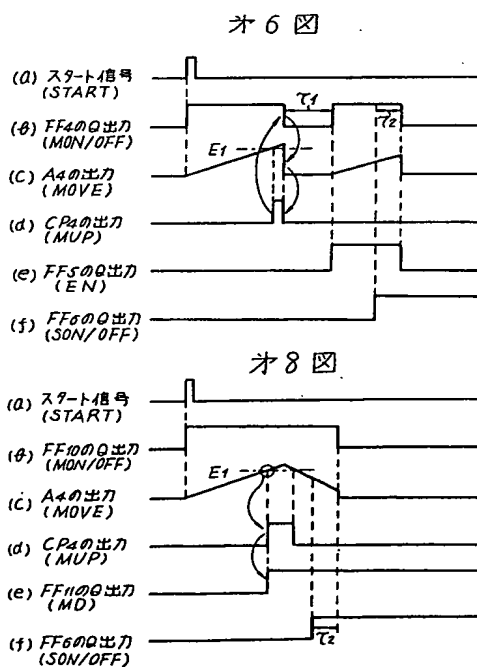 第6図
(a) スタート信号
(START)
(b) FF4のQ出力
(MON/OFF)
τ1
τ2
E1
(c) A4の出力
(MOVE)
(d) CP4の出力
(MUP)
(e) FF5のQ出力
(EN)
(f) FF6のQ出力
(SON/OFF)
第8図
(a) スタート信号
(START)
(b) FF10のQ出力
(MON/OFF)
E1
(c) A4の出力
(MOVE)
(d) CP4の出力
(MUP)
(e) FF11のQ出力
(MD)
(f) FF6のQ出力
(SON/OFF)
τ2